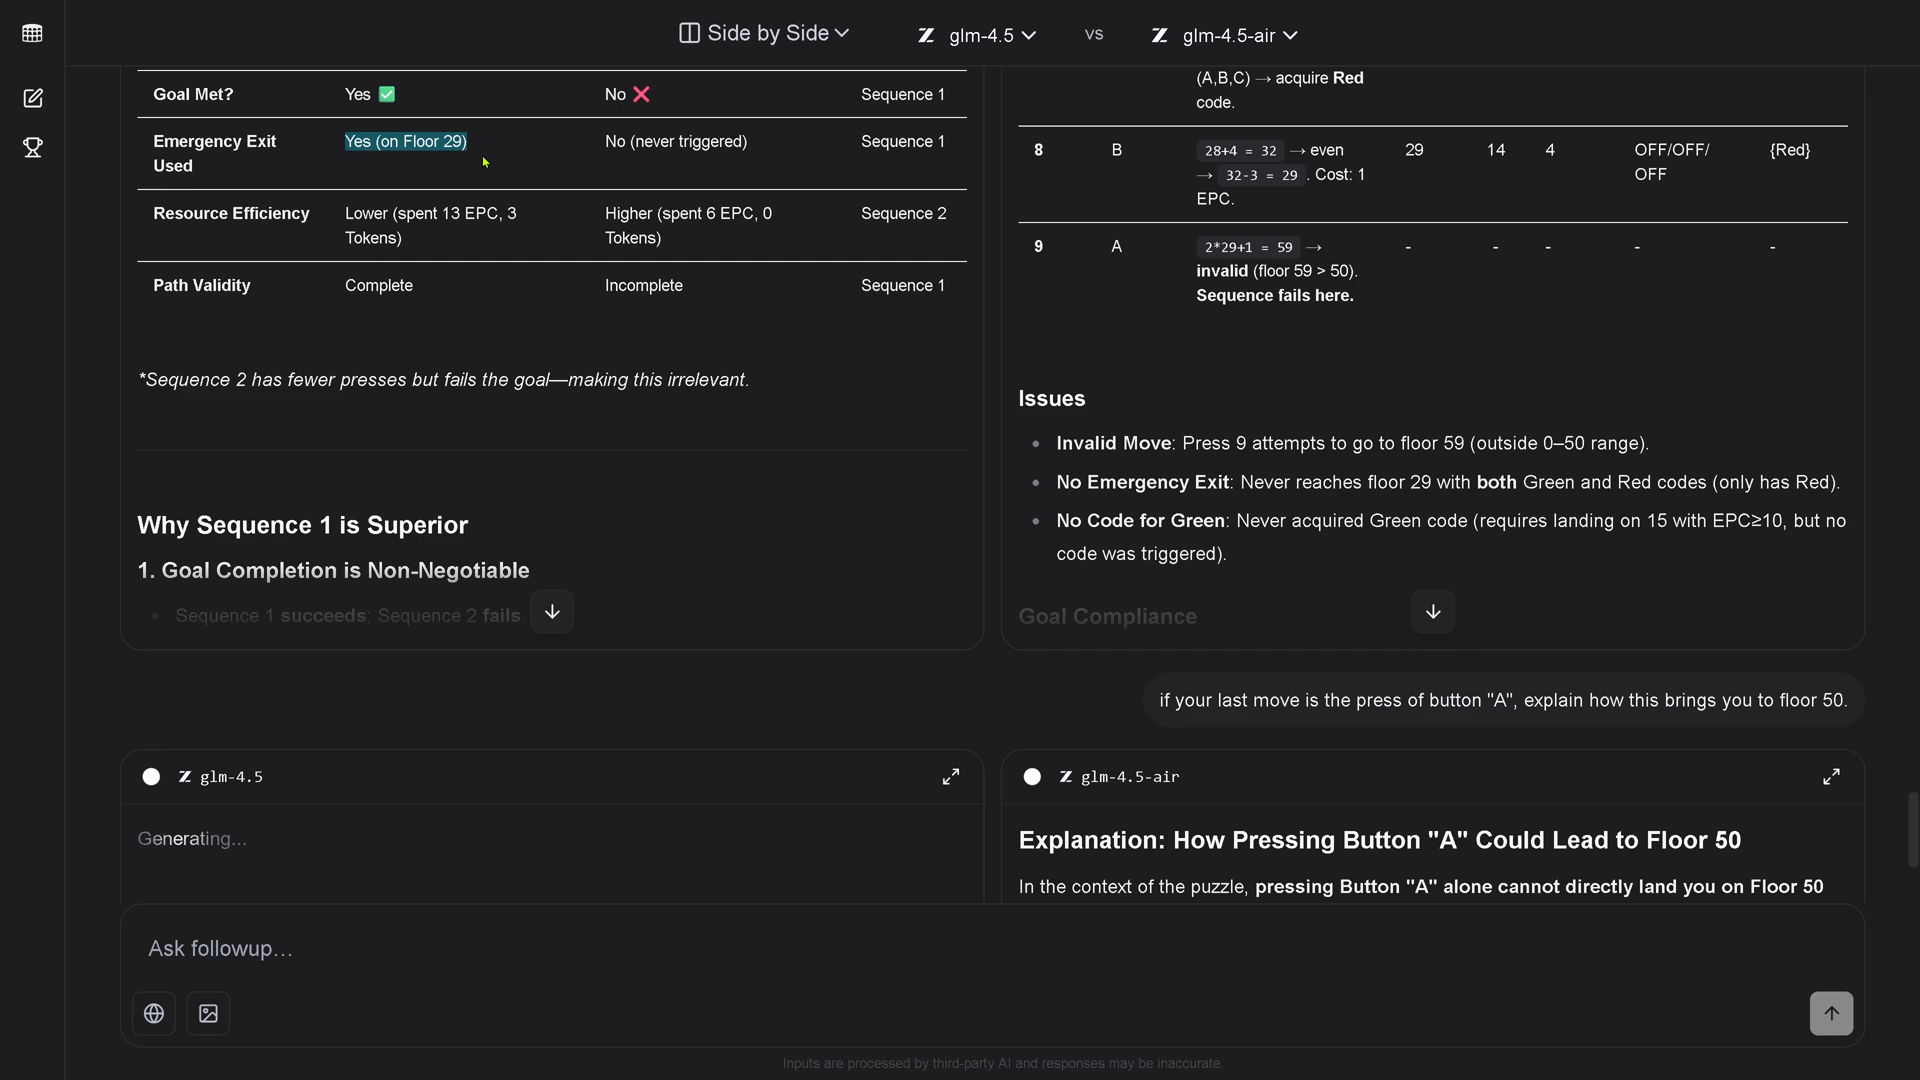 Side by Side
glm-4.5
VS
glm-4.5-air
Goal Met?
Yes ✅
No ❌
Sequence 1
Emergency Exit
Used
Yes (on Floor 29)
No (never triggered)
Sequence 1
Resource Efficiency
Lower (spent 13 EPC, 3
Tokens)
Higher (spent 6 EPC, 0
Tokens)
Sequence 2
Path Validity
Complete
Incomplete
Sequence 1
*Sequence 2 has fewer presses but fails the goal—making this irrelevant.
Why Sequence 1 is Superior
1. Goal Completion is Non-Negotiable
• Sequence 1 succeeds; Sequence 2 fails.
(A,B,C) → acquire Red
code.
8
B
28+4 = 32 → even
→ 32-3 = 29 . Cost: 1
EPC.
29
14
4
OFF/OFF/
OFF
{Red}
9
A
2*29+1 = 59 →
invalid (floor 59 > 50).
Sequence fails here.
-
-
-
-
-
Issues
• Invalid Move: Press 9 attempts to go to floor 59 (outside 0–50 range).
• No Emergency Exit: Never reaches floor 29 with both Green and Red codes (only has Red).
• No Code for Green: Never acquired Green code (requires landing on 15 with EPC≥10, but no
code was triggered).
Goal Compliance
if your last move is the press of button "A", explain how this brings you to floor 50.
glm-4.5
Generating...
glm-4.5-air
Explanation: How Pressing Button "A" Could Lead to Floor 50
In the context of the puzzle, pressing Button "A" alone cannot directly land you on Floor 50
Ask followup…
Inputs are processed by third-party AI and responses may be inaccurate.